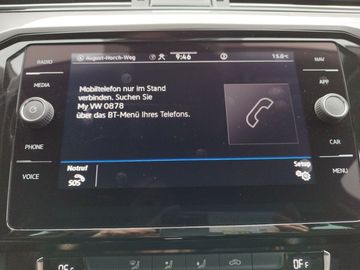 RADIO
August-Horch-Weg 9:46 15.0°C
NAV
MEDIA
Mobiltelefon nur im Stand
verbinden. Suchen Sie
My VW 0878
über das BT-Menü Ihres Telefons.
PHONE
CAR
VOICE
Notruf
SOS
Setup
MENU
OFF